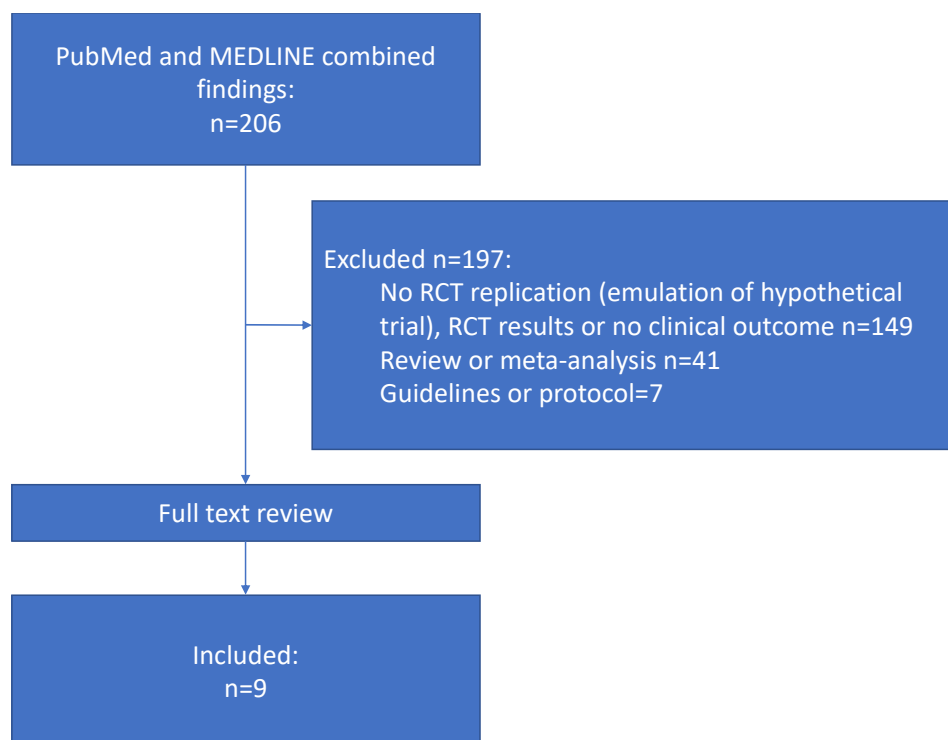 PubMed and MEDLINE combined
findings:
n=206
Excluded n=197:
No RCT replication (emulation of hypothetical
trial), RCT results or no clinical outcome n=149
Review or meta-analysis n=41
Guidelines or protocol=7
Full text review
Included:
n=9